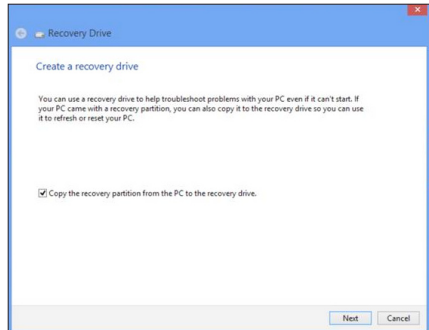 Recovery Drive
Create a recovery drive
You can use a recovery drive to help troubleshoot problems with your PC even if it can't start. If
your PC came with a recovery partition, you can also copy it to the recovery drive so you can use
it to refresh or reset your PC.
Copy the recovery partition from the PC to the recovery drive.
Next
Cancel